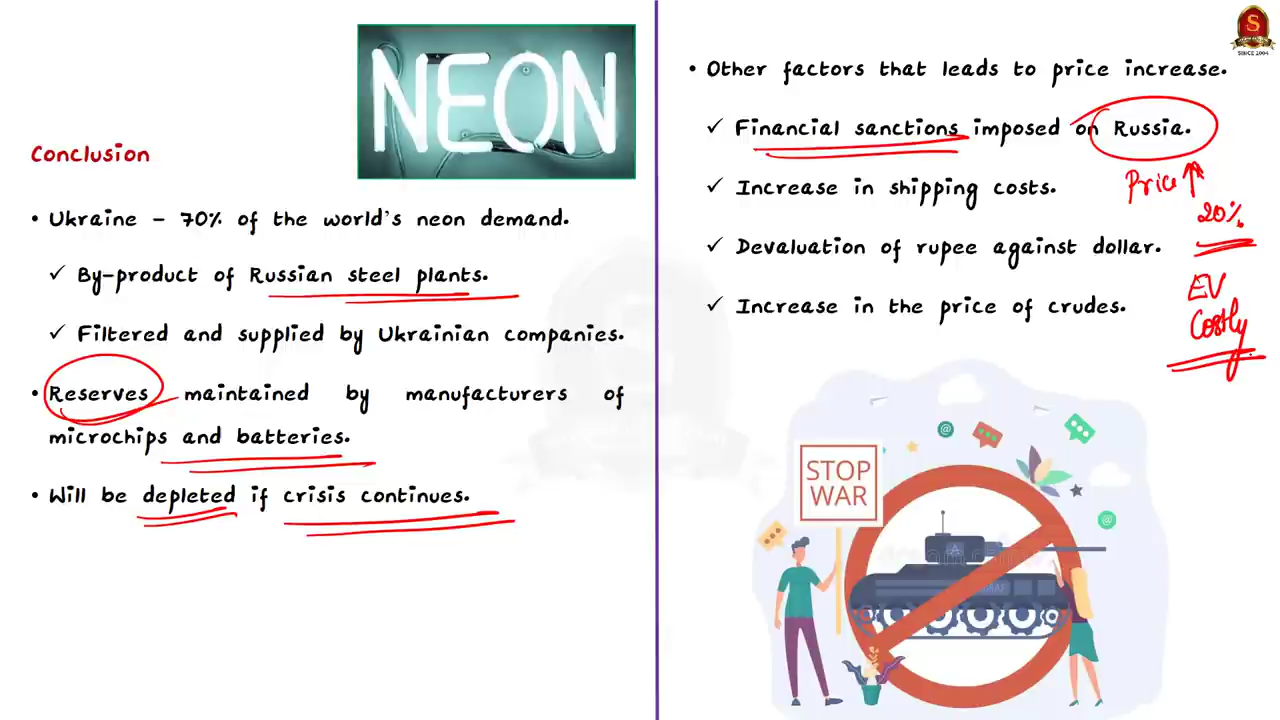 NEON
Conclusion
• Ukraine – 70% of the world's neon demand.
✓ By-product of Russian steel plants.
✓ Filtered and supplied by Ukrainian companies.
• Reserves maintained by manufacturers of
microchips and batteries.
• Will be depleted if crisis continues.
SINCE 2004
• Other factors that leads to price increase.
✓ Financial sanctions imposed on Russia.
Price ↑
20%
✓ Increase in shipping costs.
✓ Devaluation of rupee against dollar.
EV
Costly
✓ Increase in the price of crudes.
STOP
WAR